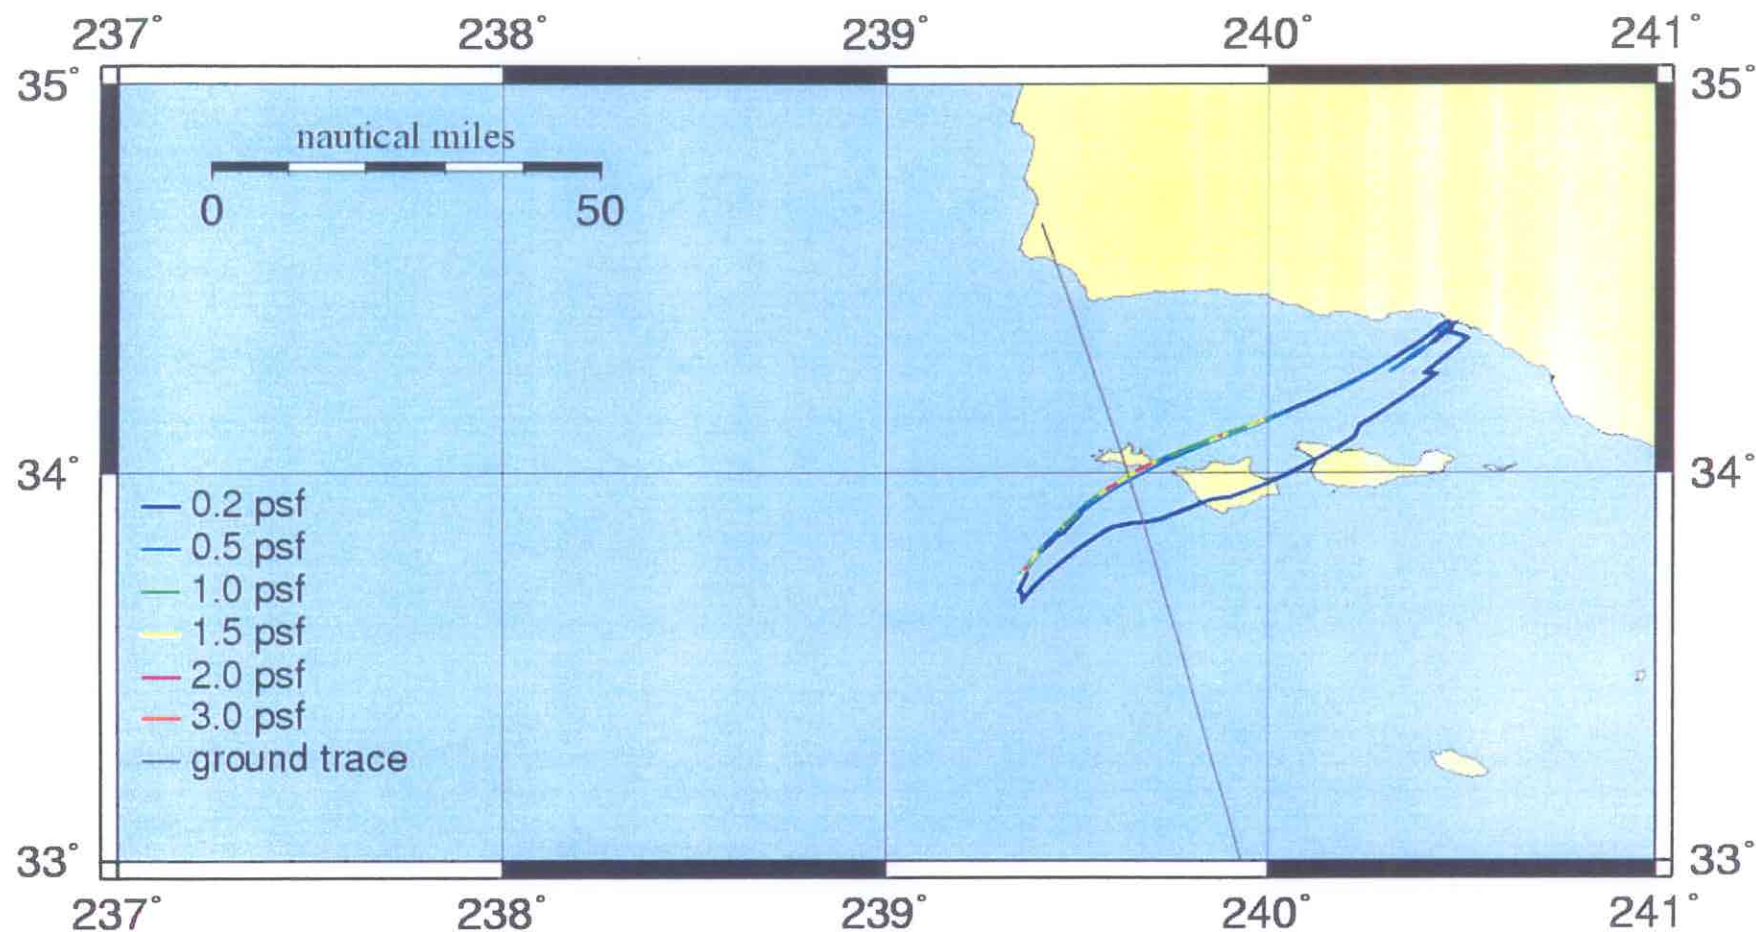 237° 238° 239° 240° 241°
35° 35°
nautical miles
0 50
34° 34°
0.2 psf
0.5 psf
1.0 psf
1.5 psf
2.0 psf
3.0 psf
ground trace
33° 33°
237° 238° 239° 240° 241°